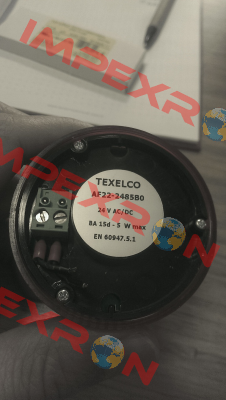 IMPEXRON
TEXELCO
AF22-2485B0
24 V AC/DC
BA 15d - 5 W max
EN 60947.5.1
IMPEXRON
IMPEXRON